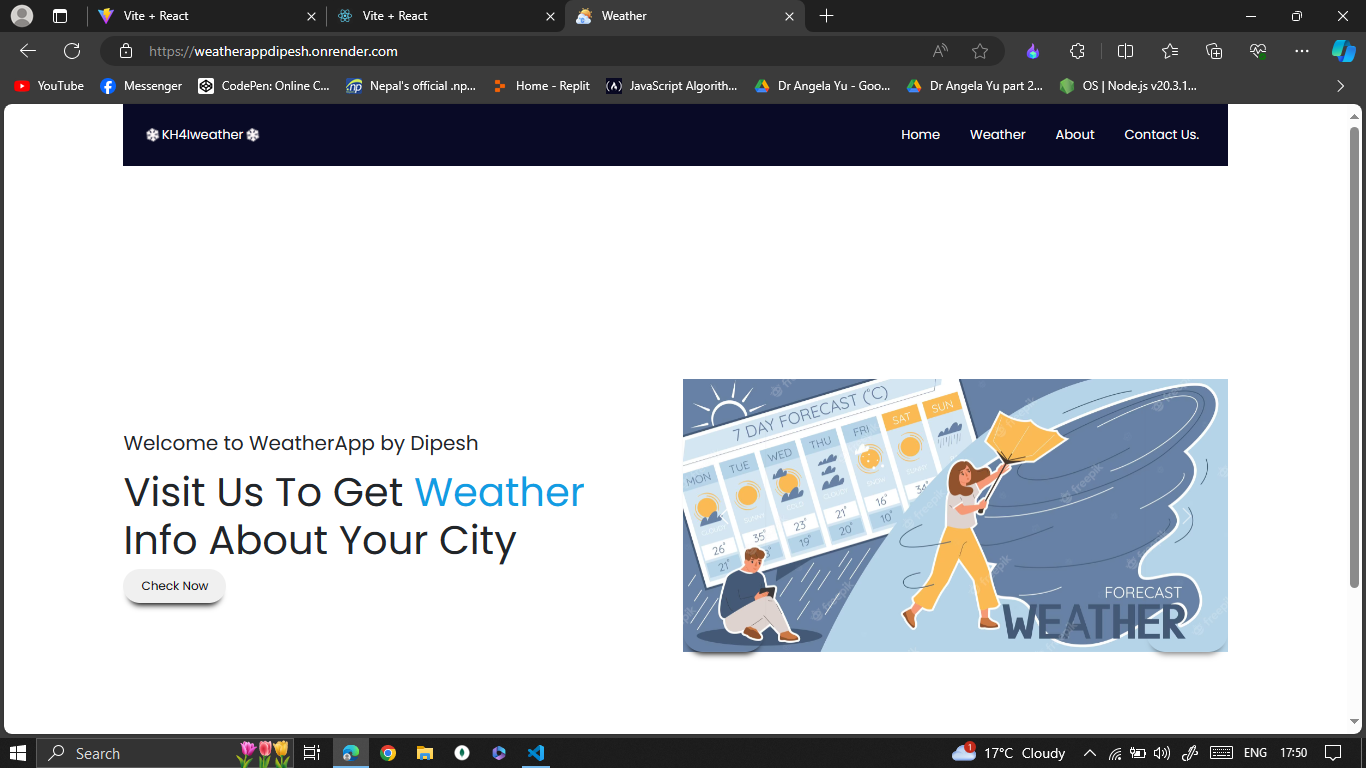 Vite + React
Vite + React
Weather
https://weatherappdipesh.onrender.com
YouTube
Messenger
CodePen: Online C...
Nepal's official .np...
Home - Replit
JavaScript Algorith...
Dr Angela Yu - Goo...
Dr Angela Yu part 2...
OS | Node.js v20.3.1...
❄️KH4Iweather❄️
Home
Weather
About
Contact Us.
Welcome to WeatherApp by Dipesh
Visit Us To Get Weather
Info About Your City
Check Now
7 DAY FORECAST (°C)
MON TUE WED THU FRI SAT SUN
26° 35° 23° 21° 16°
21° 19° 20° 10°
FORECAST
WEATHER
Search
1
17°C Cloudy
ENG
17:50